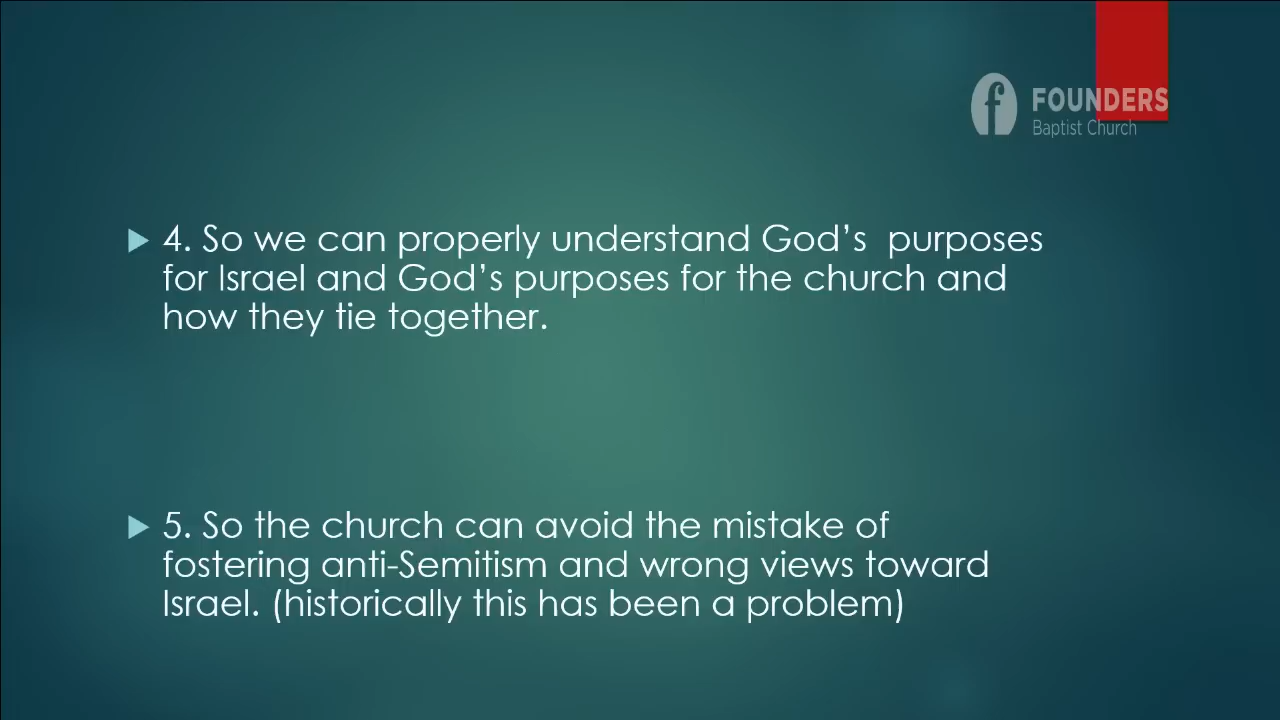 FOUNDERS
Baptist Church
4. So we can properly understand God’s  purposes
for Israel and God’s purposes for the church and
how they tie together.
5. So the church can avoid the mistake of
fostering anti-Semitism and wrong views toward
Israel. (historically this has been a problem)